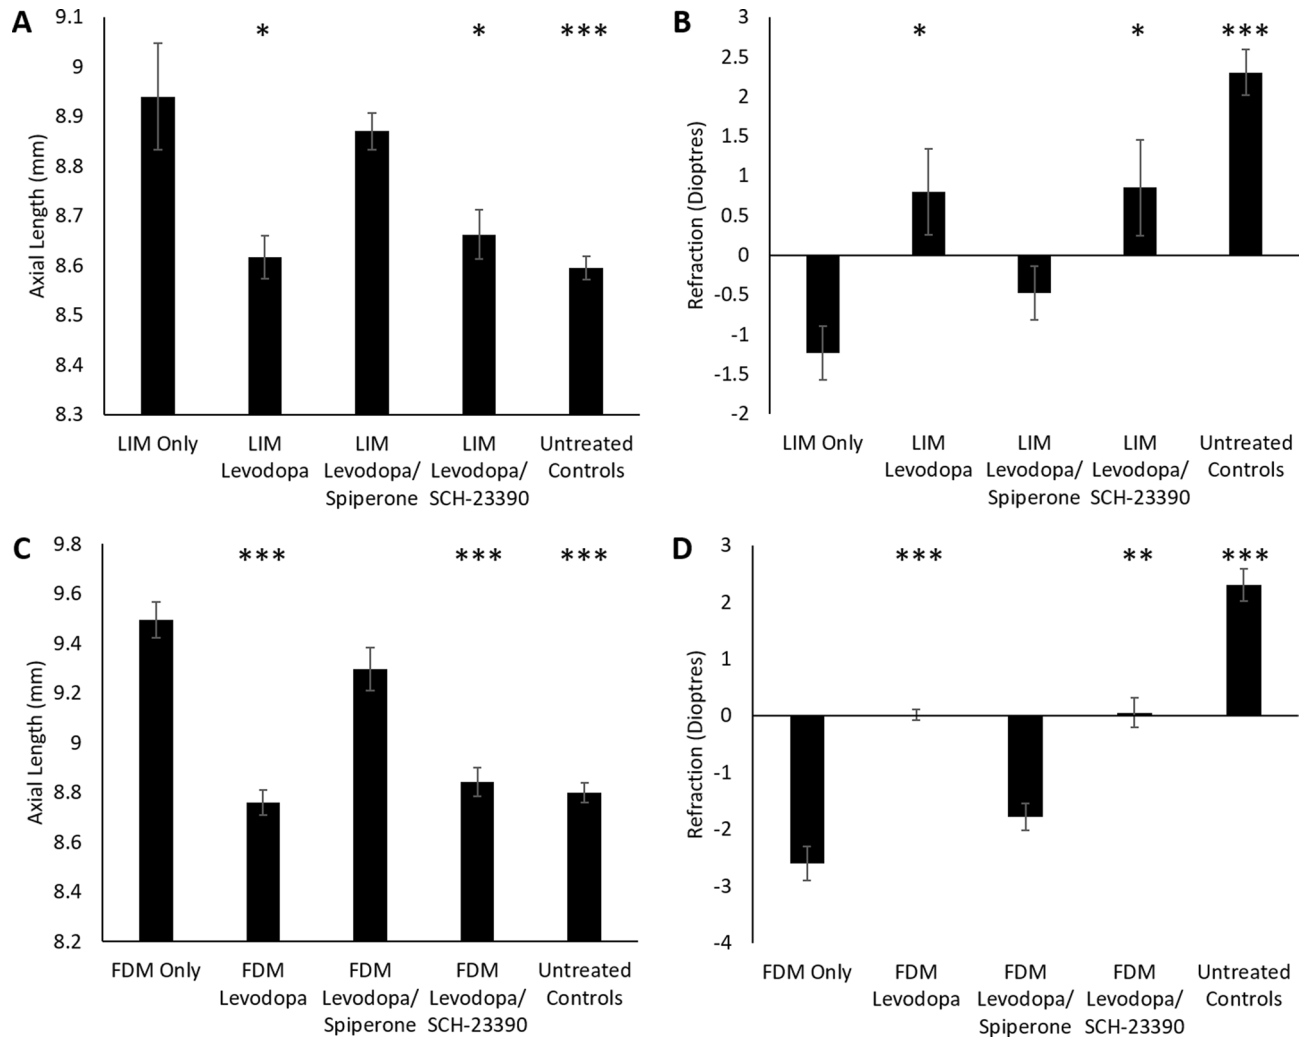 A
Axial Length (mm)
9.1
9
8.9
8.8
8.7
8.6
8.5
8.4
8.3
*
*
***
LIM Only
LIM
Levodopa
LIM
Levodopa/
Spiperone
LIM
Levodopa/
SCH-23390
Untreated
Controls
B
Refraction (Dioptres)
3
2.5
2
1.5
1
0.5
0
-0.5
-1
-1.5
-2
*
*
***
LIM Only
LIM
Levodopa
LIM
Levodopa/
Spiperone
LIM
Levodopa/
SCH-23390
Untreated
Controls
C
Axial Length (mm)
9.8
9.6
9.4
9.2
9
8.8
8.6
8.4
8.2
***
***
***
FDM Only
FDM
Levodopa
FDM
Levodopa/
Spiperone
FDM
Levodopa/
SCH-23390
Untreated
Controls
D
Refraction (Dioptres)
3
2
1
0
-1
-2
-3
-4
***
**
***
FDM Only
FDM
Levodopa
FDM
Levodopa/
Spiperone
FDM
Levodopa/
SCH-23390
Untreated
Controls